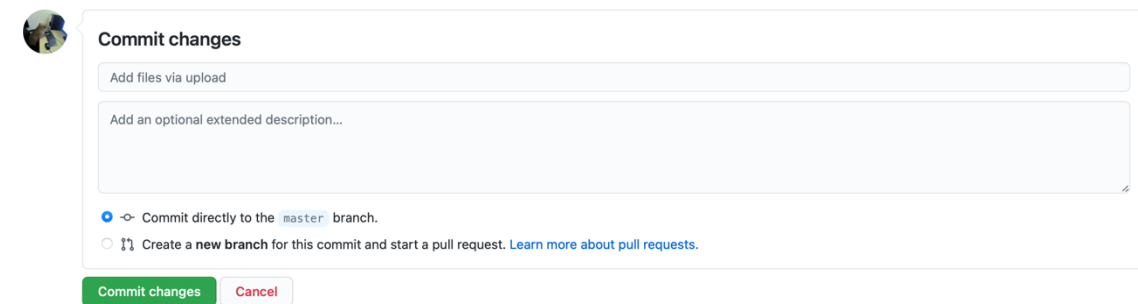 Commit changes
Add files via upload
Add an optional extended description...
Commit directly to the master branch.
Create a new branch for this commit and start a pull request. Learn more about pull requests.
Commit changes Cancel